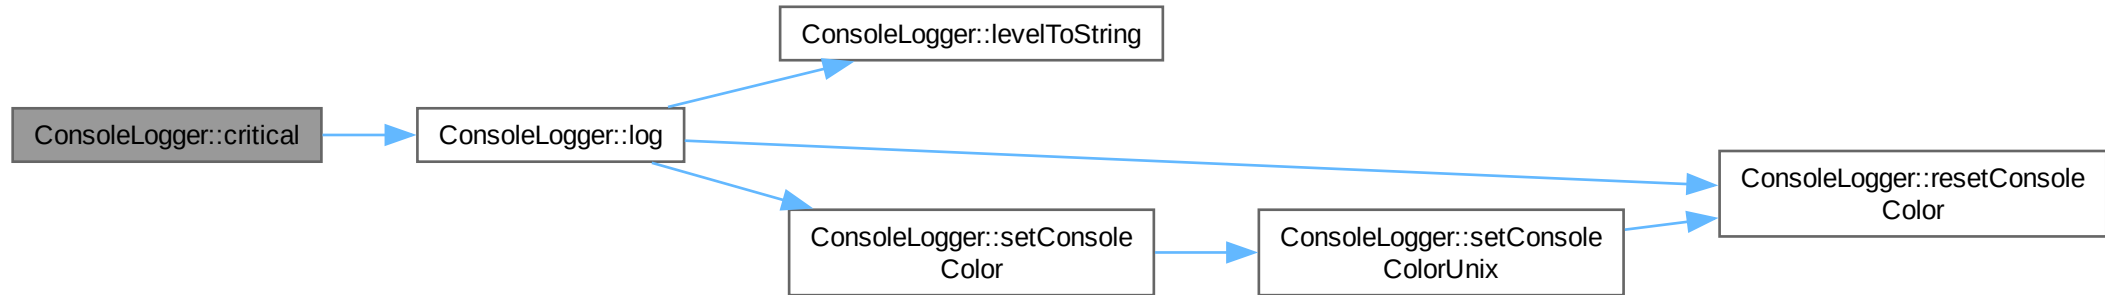 ConsoleLogger::critical
ConsoleLogger::log
ConsoleLogger::levelToString
ConsoleLogger::setConsole
Color
ConsoleLogger::setConsole
ColorUnix
ConsoleLogger::resetConsole
Color